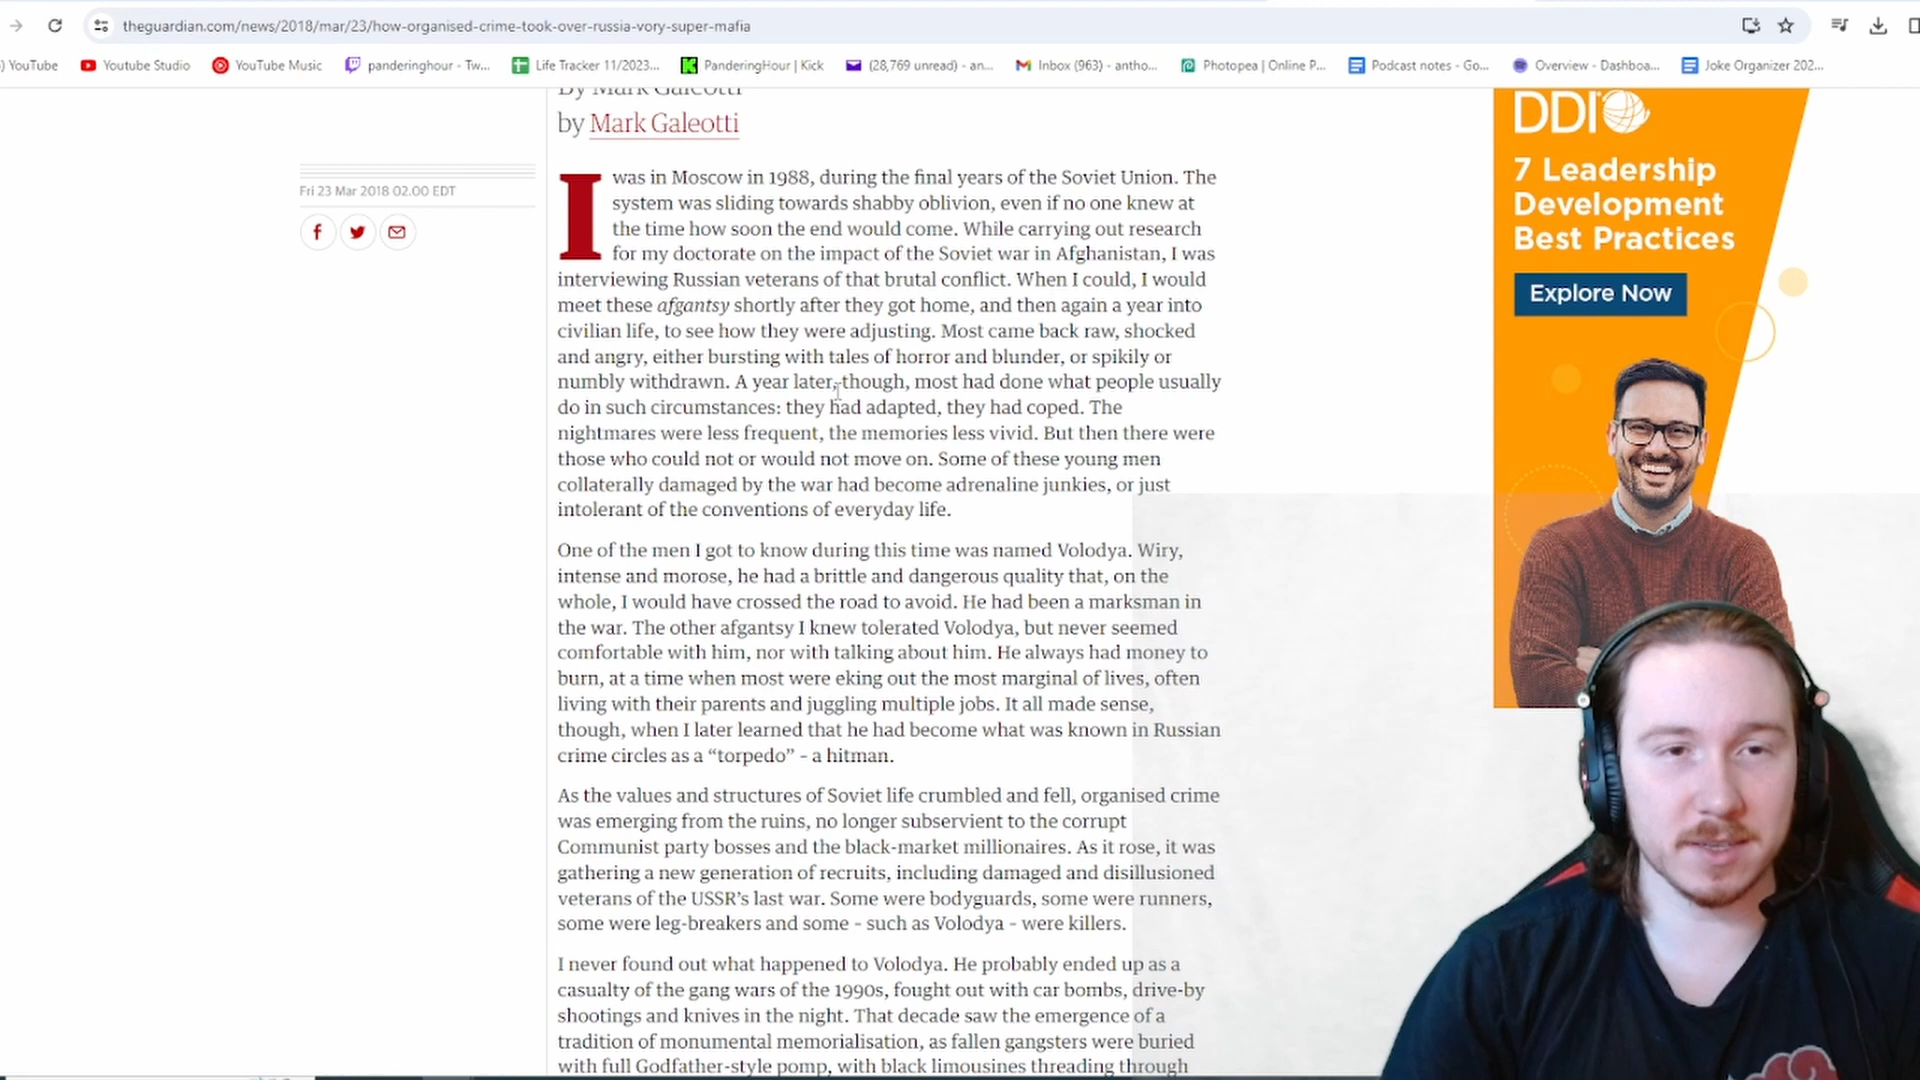 theguardian.com/news/2018/mar/23/how-organised-crime-took-over-russia-vory-super-mafia
) YouTube
Youtube Studio
YouTube Music
panderinghour - Tw...
Life Tracker 11/2023...
PanderingHour | Kick
(28,769 unread) - an...
Inbox (963) - antho...
Photopea | Online P...
Podcast notes - Go...
Overview - Dashboa...
Joke Organizer 202...
By Mark Galeotti
by Mark Galeotti
Fri 23 Mar 2018 02.00 EDT
I was in Moscow in 1988, during the final years of the Soviet Union. The
system was sliding towards shabby oblivion, even if no one knew at
the time how soon the end would come. While carrying out research
for my doctorate on the impact of the Soviet war in Afghanistan, I was
interviewing Russian veterans of that brutal conflict. When I could, I would
meet these afgantsy shortly after they got home, and then again a year into
civilian life, to see how they were adjusting. Most came back raw, shocked
and angry, either bursting with tales of horror and blunder, or spikily or
numbly withdrawn. A year later, though, most had done what people usually
do in such circumstances: they had adapted, they had coped. The
nightmares were less frequent, the memories less vivid. But then there were
those who could not or would not move on. Some of these young men
collaterally damaged by the war had become adrenaline junkies, or just
intolerant of the conventions of everyday life.
One of the men I got to know during this time was named Volodya. Wiry,
intense and morose, he had a brittle and dangerous quality that, on the
whole, I would have crossed the road to avoid. He had been a marksman in
the war. The other afgantsy I knew tolerated Volodya, but never seemed
comfortable with him, nor with talking about him. He always had money to
burn, at a time when most were eking out the most marginal of lives, often
living with their parents and juggling multiple jobs. It all made sense,
though, when I later learned that he had become what was known in Russian
crime circles as a “torpedo” – a hitman.
As the values and structures of Soviet life crumbled and fell, organised crime
was emerging from the ruins, no longer subservient to the corrupt
Communist party bosses and the black-market millionaires. As it rose, it was
gathering a new generation of recruits, including damaged and disillusioned
veterans of the USSR’s last war. Some were bodyguards, some were runners,
some were leg-breakers and some – such as Volodya – were killers.
I never found out what happened to Volodya. He probably ended up as a
casualty of the gang wars of the 1990s, fought out with car bombs, drive-by
shootings and knives in the night. That decade saw the emergence of a
tradition of monumental memorialisation, as fallen gangsters were buried
with full Godfather-style pomp, with black limousines threading through
DDI
7 Leadership
Development
Best Practices
Explore Now